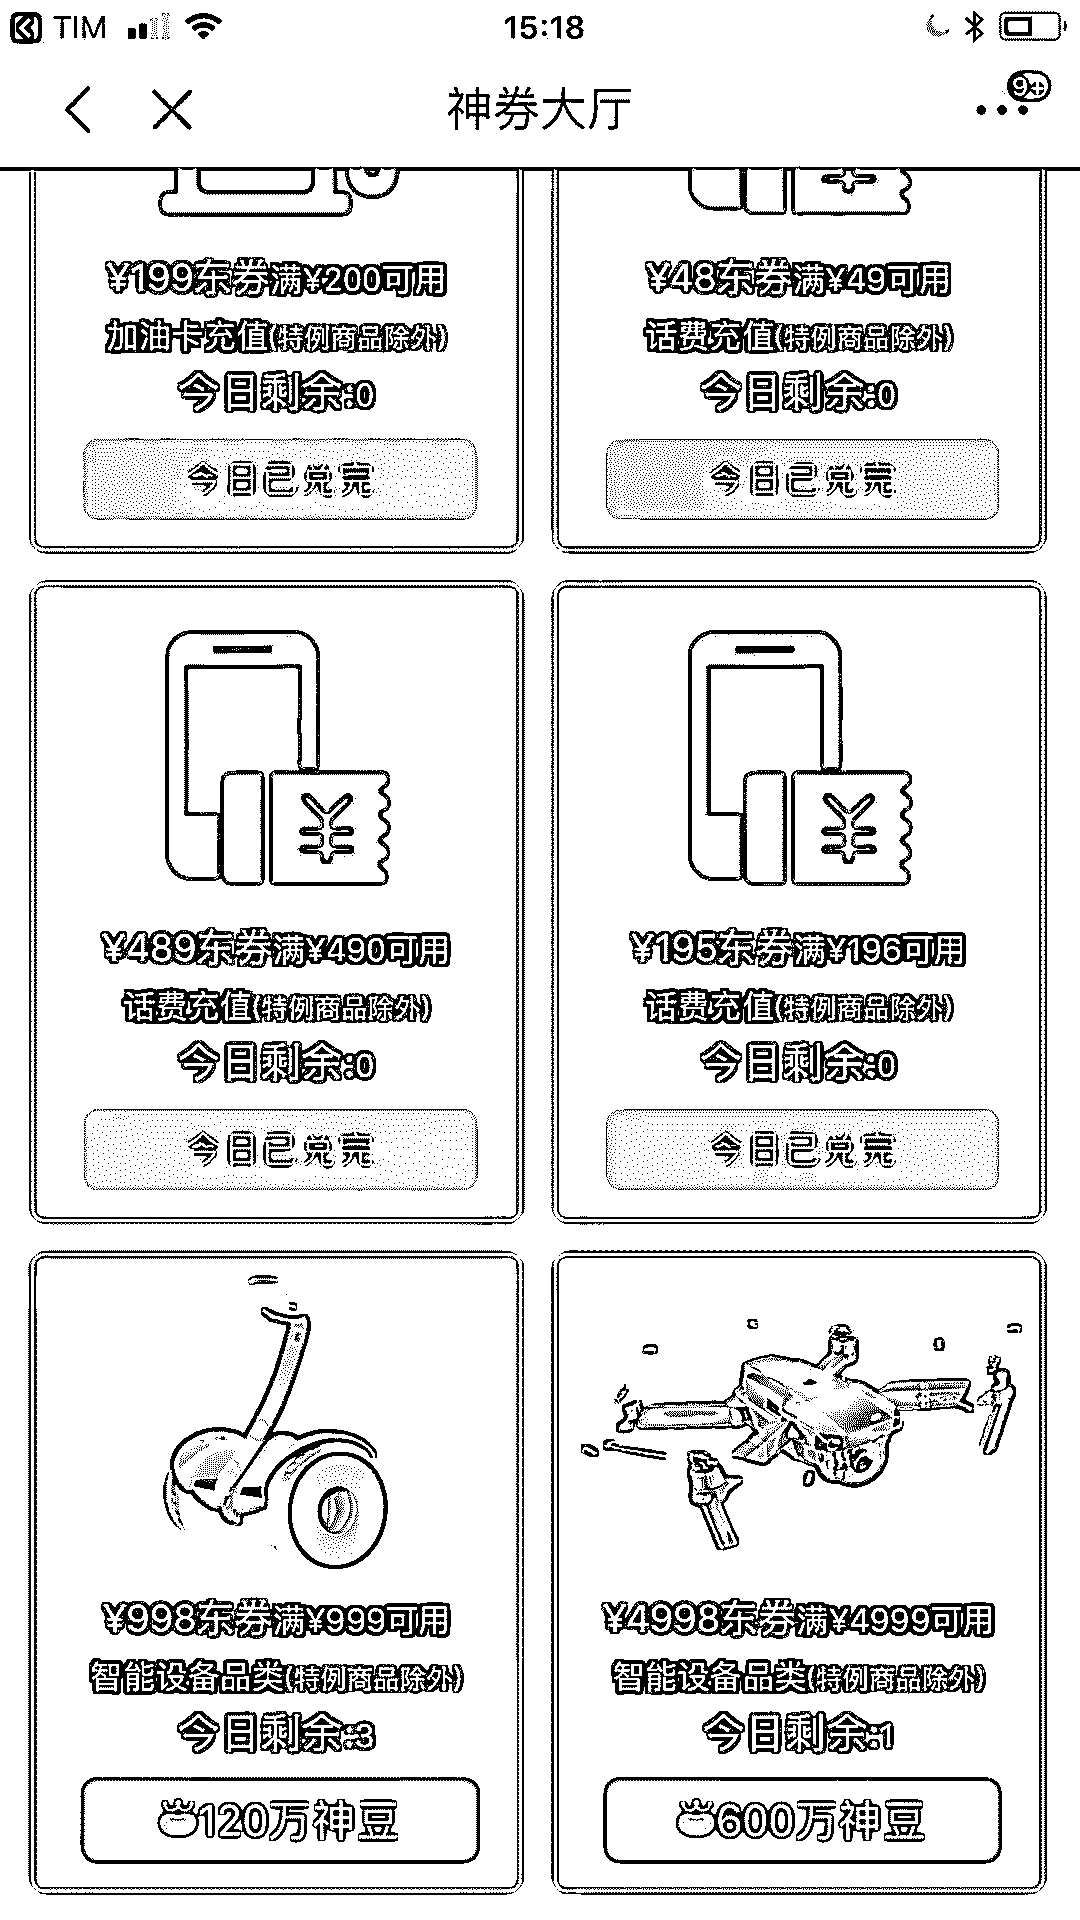 TIM 15:18
神券大厅
9+
¥199东券满¥200可用
加油卡充值(特例商品除外)
今日剩余:0
今日已兑完
¥48东券满¥49可用
话费充值(特例商品除外)
今日剩余:0
今日已兑完
¥
¥489东券满¥490可用
话费充值(特例商品除外)
今日剩余:0
今日已兑完
¥
¥195东券满¥196可用
话费充值(特例商品除外)
今日剩余:0
今日已兑完
¥998东券满¥999可用
智能设备品类(特例商品除外)
今日剩余:3
120万神豆
¥4998东券满¥4999可用
智能设备品类(特例商品除外)
今日剩余:1
600万神豆